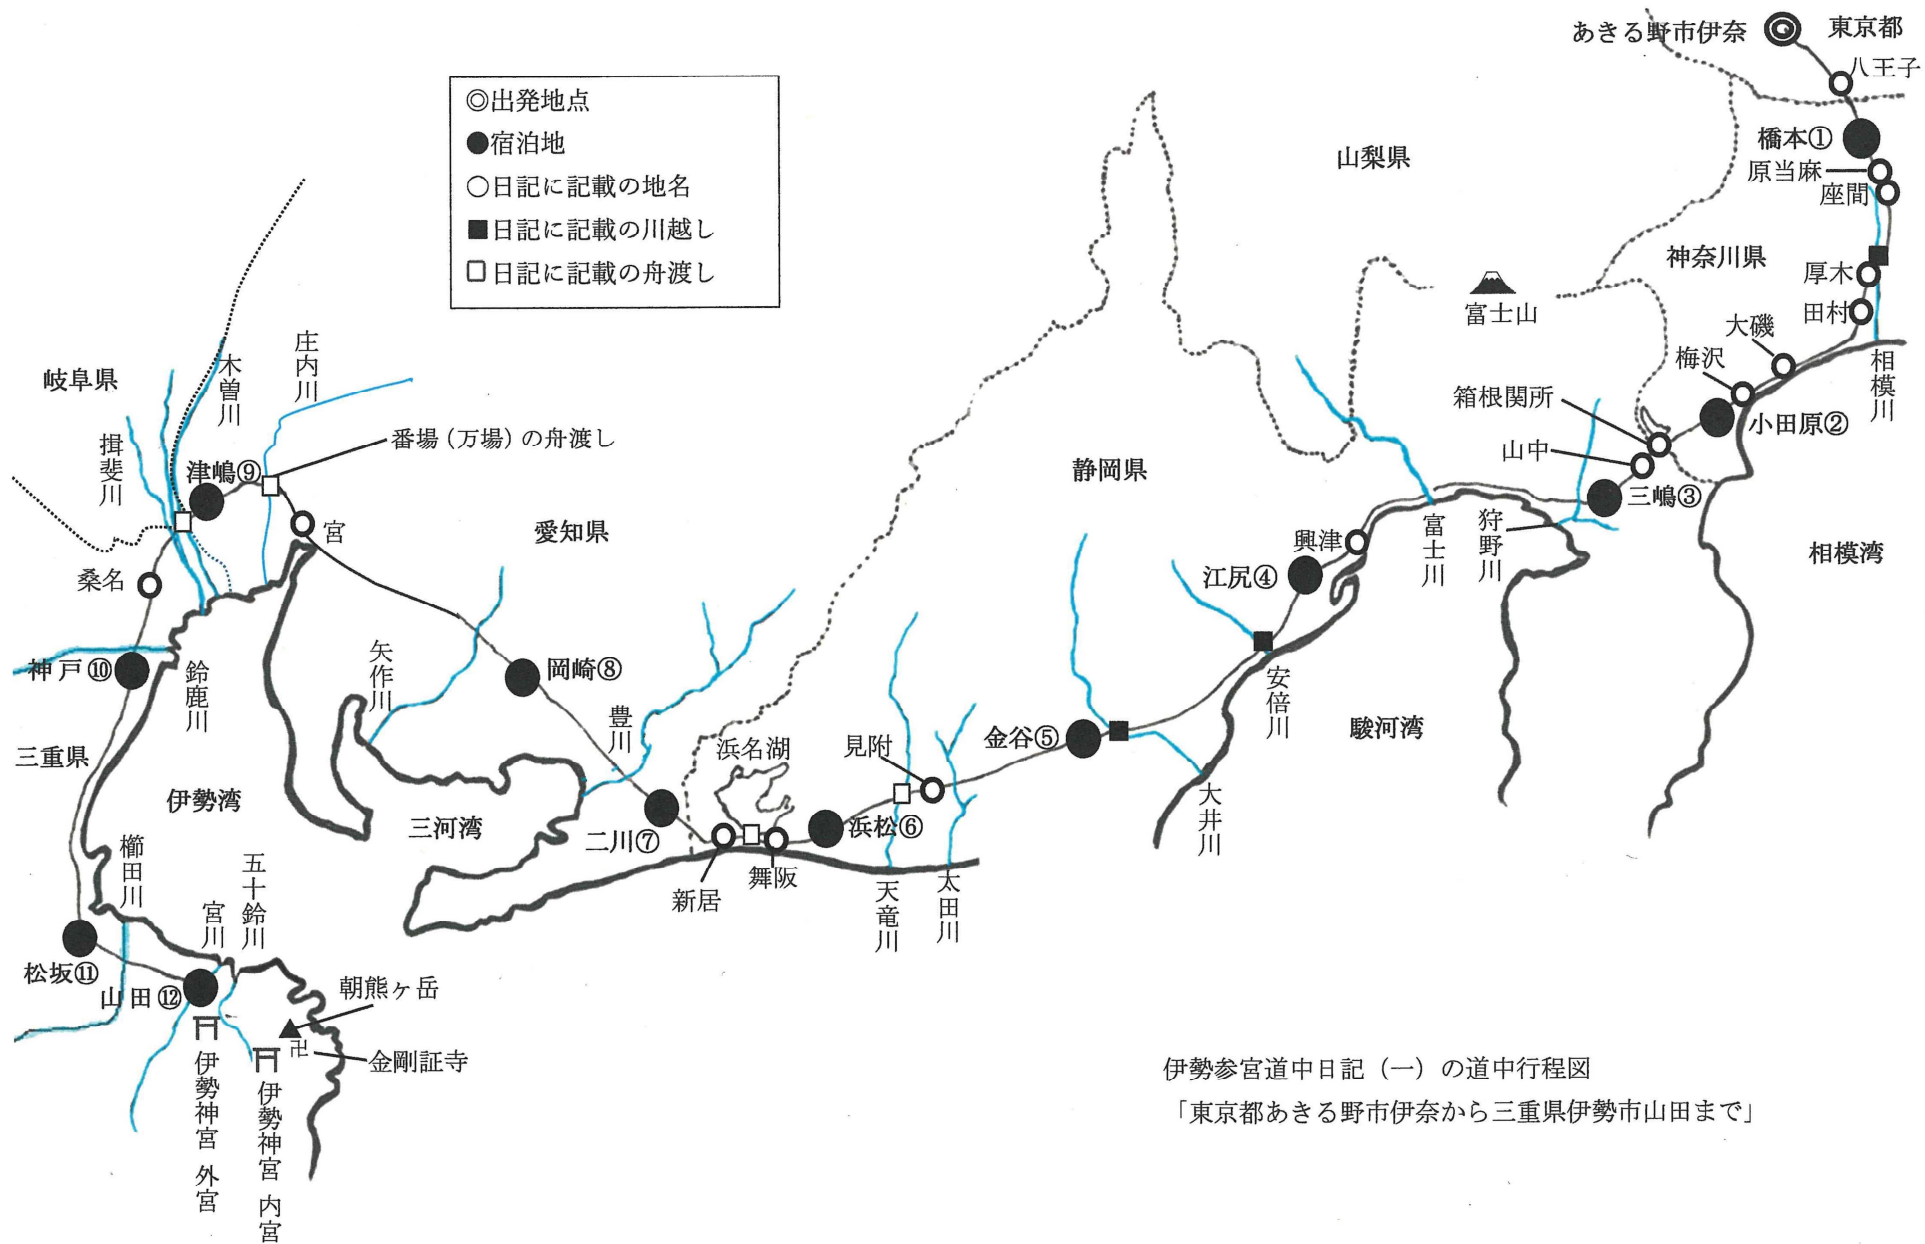 あきる野市伊奈
東京都
八王子
◎出発地点
●宿泊地
○日記に記載の地名
■日記に記載の川越し
□日記に記載の舟渡し
橋本①
原当麻
座間
山梨県
神奈川県
厚木
田村
富士山
大磯
梅沢
相模川
箱根関所
小田原②
山中
三嶋③
狩野川
相模湾
富士川
静岡県
興津
江尻④
安倍川
駿河湾
金谷⑤
大井川
見附
太田川
天竜川
浜松⑥
浜名湖
舞阪
新居
二川⑦
豊川
岡崎⑧
矢作川
三河湾
愛知県
宮
番場（万場）の舟渡し
庄内川
木曽川
岐阜県
揖斐川
津嶋⑨
桑名
神戸⑩
鈴鹿川
三重県
伊勢湾
櫛田川
松坂⑪
宮川
五十鈴川
山田⑫
朝熊ヶ岳
卍
金剛証寺
伊勢神宮 外宮
伊勢神宮 内宮
伊勢参宮道中日記（一）の道中行程図
「東京都あきる野市伊奈から三重県伊勢市山田まで」